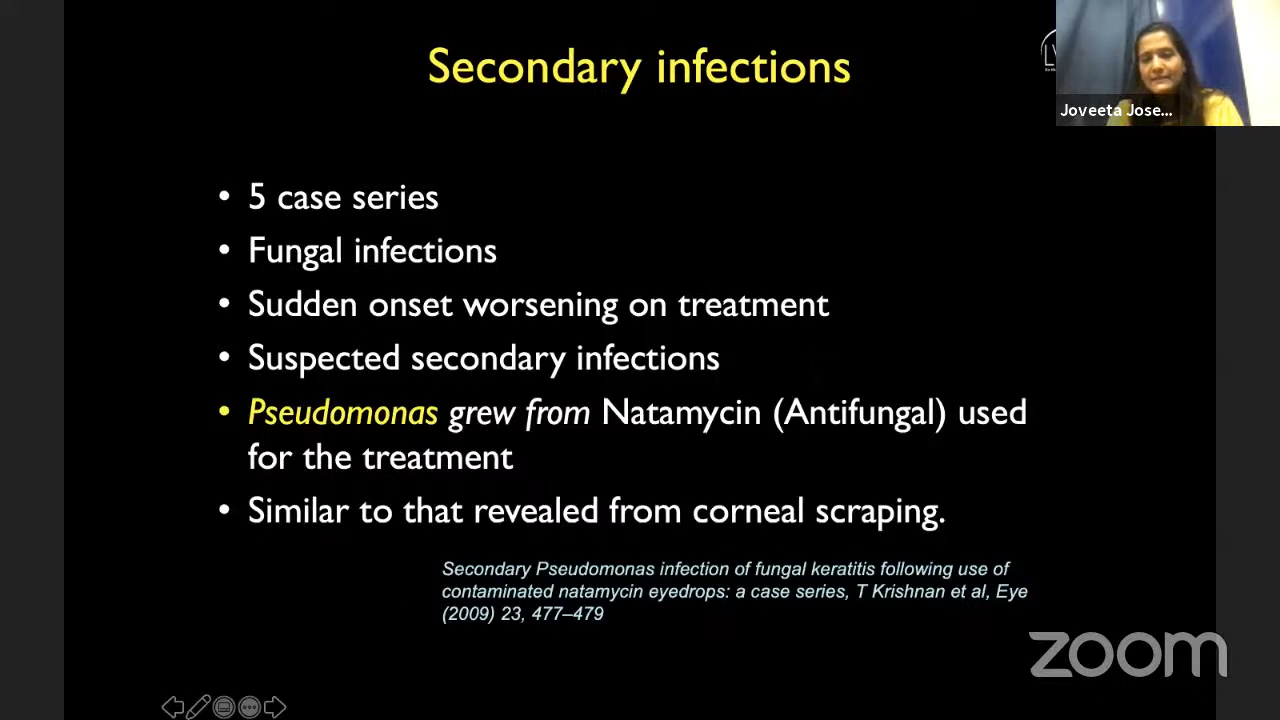 Secondary infections
Joveeta Jose...
• 5 case series
• Fungal infections
• Sudden onset worsening on treatment
• Suspected secondary infections
• Pseudomonas grew from Natamycin (Antifungal) used
for the treatment
• Similar to that revealed from corneal scraping.
Secondary Pseudomonas infection of fungal keratitis following use of
contaminated natamycin eyedrops: a case series, T Krishnan et al, Eye
(2009) 23, 477–479
zoom